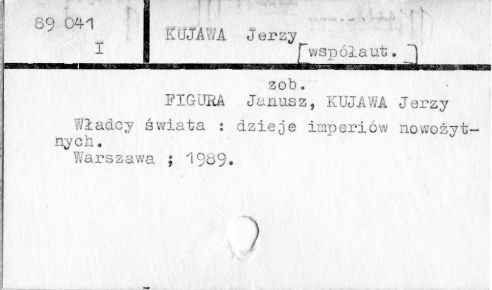 89 041
I
KUJAWA Jerzy
[współaut.]
zob.
FIGURA Janusz, KUJAWA Jerzy
Władcy świata : dzieje imperiów nowożyt-
nych.
Warszawa ; 1989.